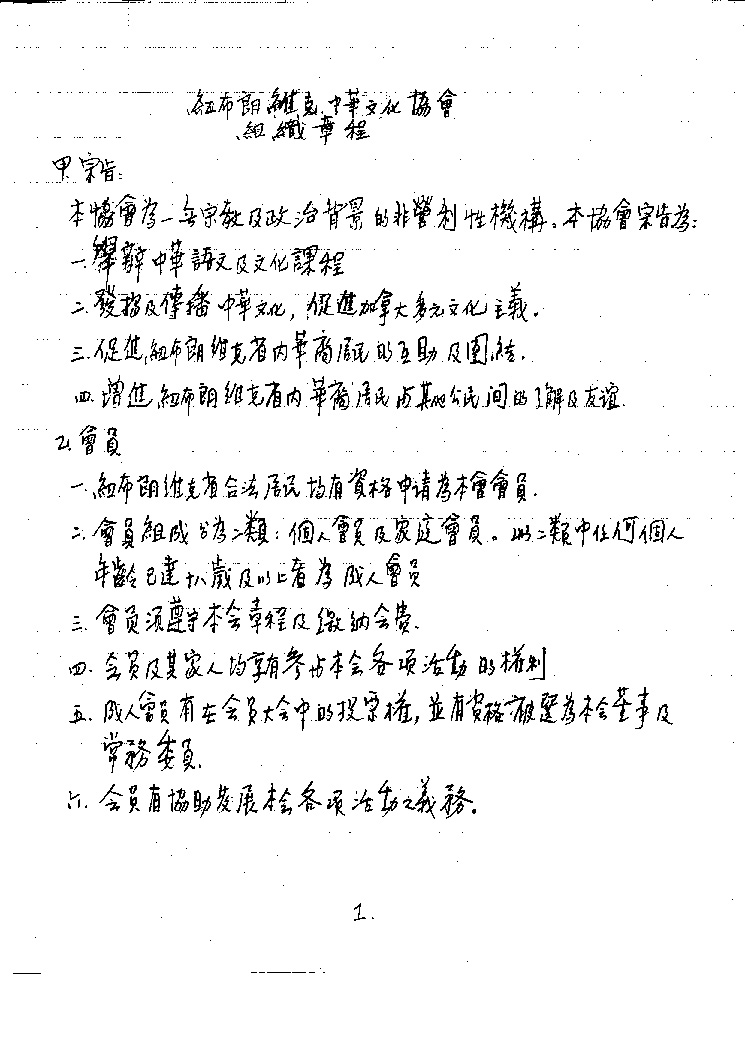 紐布朗維克中華文化協會
組織章程
甲.宗旨:
本協會為一無宗教及政治背景的非營利性機構。本協會宗旨為:
一.舉辦中華語文及文化課程
二.發揚及傳播中華文化,促進加拿大多元文化主義。
三.促進紐布朗維克省內華裔居民的互助及團結.
四.增進紐布朗維克省内華裔居民与其他公民间的了解及友誼.
乙.會員
一.紐布朗維克省合法居民均有資格申請為本會會員.
二.會員組成分為二類:個人會員及家庭會員。以上二類中任何個人
年齡已達十八歲及以上者為成人會員
三.會員须遵守本会章程及缴納会费.
四.会员及其家人均享有參加本会各项活動的權利
五.成人會員有在会员大会中的投票權,並有資格被選為本会董事及
常務委員.
六.会员有協助发展本会各项活動之義務。
1.